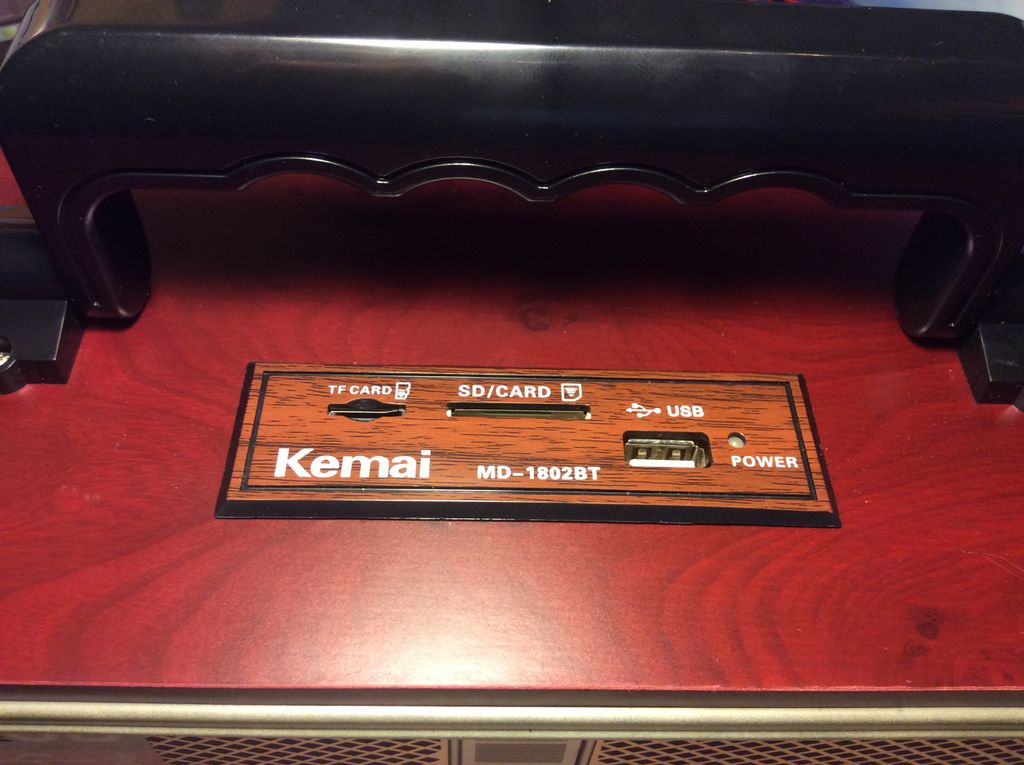 TF CARD
SD/CARD
USB
Kemai
MD-1802BT
POWER